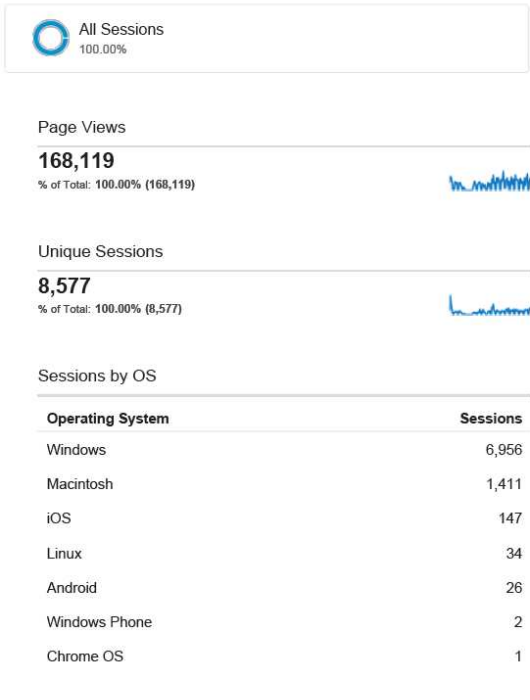 All Sessions
100.00%
Page Views
168,119
% of Total: 100.00% (168,119)
Unique Sessions
8,577
% of Total: 100.00% (8,577)
Sessions by OS
Operating System Sessions
Windows 6,956
Macintosh 1,411
iOS 147
Linux 34
Android 26
Windows Phone 2
Chrome OS 1